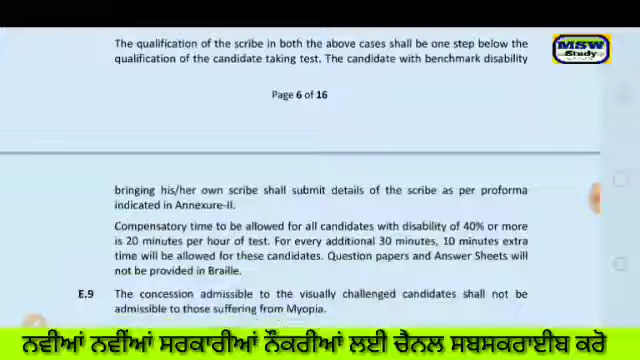 The qualification of the scribe in both the above cases shall be one step below the
qualification of the candidate taking test. The candidate with benchmark disability
MSW
Study
Page 6 of 16
bringing his/her own scribe shall submit details of the scribe as per proforma
indicated in Annexure-II.
Compensatory time to be allowed for all candidates with disability of 40% or more
is 20 minutes per hour of test. For every additional 30 minutes, 10 minutes extra
time will be allowed for these candidates. Question papers and Answer Sheets will
not be provided in Braille.
E.9 The concession admissible to the visually challenged candidates shall not be
admissible to those suffering from Myopia.
ਨਵੀਆਂ ਨਵੀਂਆਂ ਸਰਕਾਰੀਆਂ ਨੌਕਰੀਆਂ ਲਈ ਚੈਨਲ ਸਬਸਕਰਾਈਬ ਕਰੋ